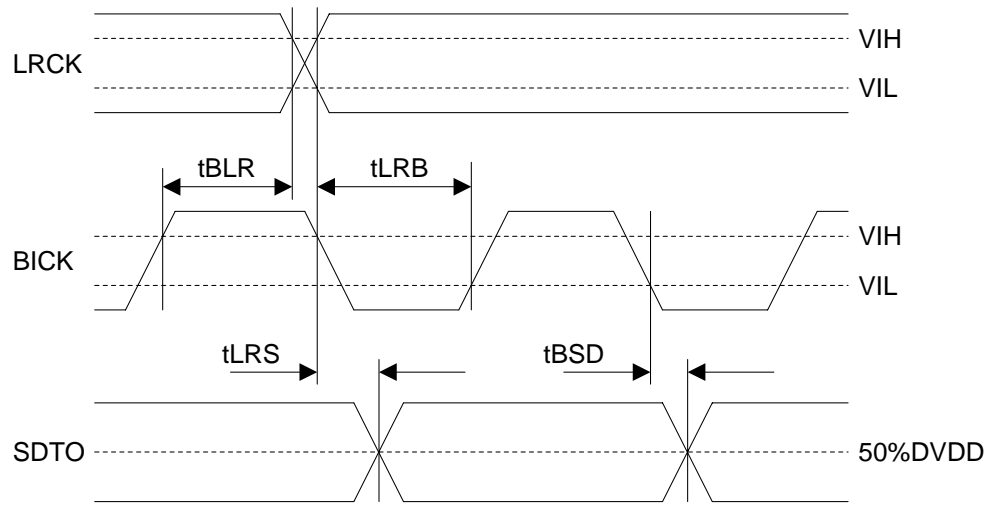 LRCK
VIH
VIL
tBLR
tLRB
BICK
VIH
VIL
tLRS
tBSD
SDTO
50%DVDD